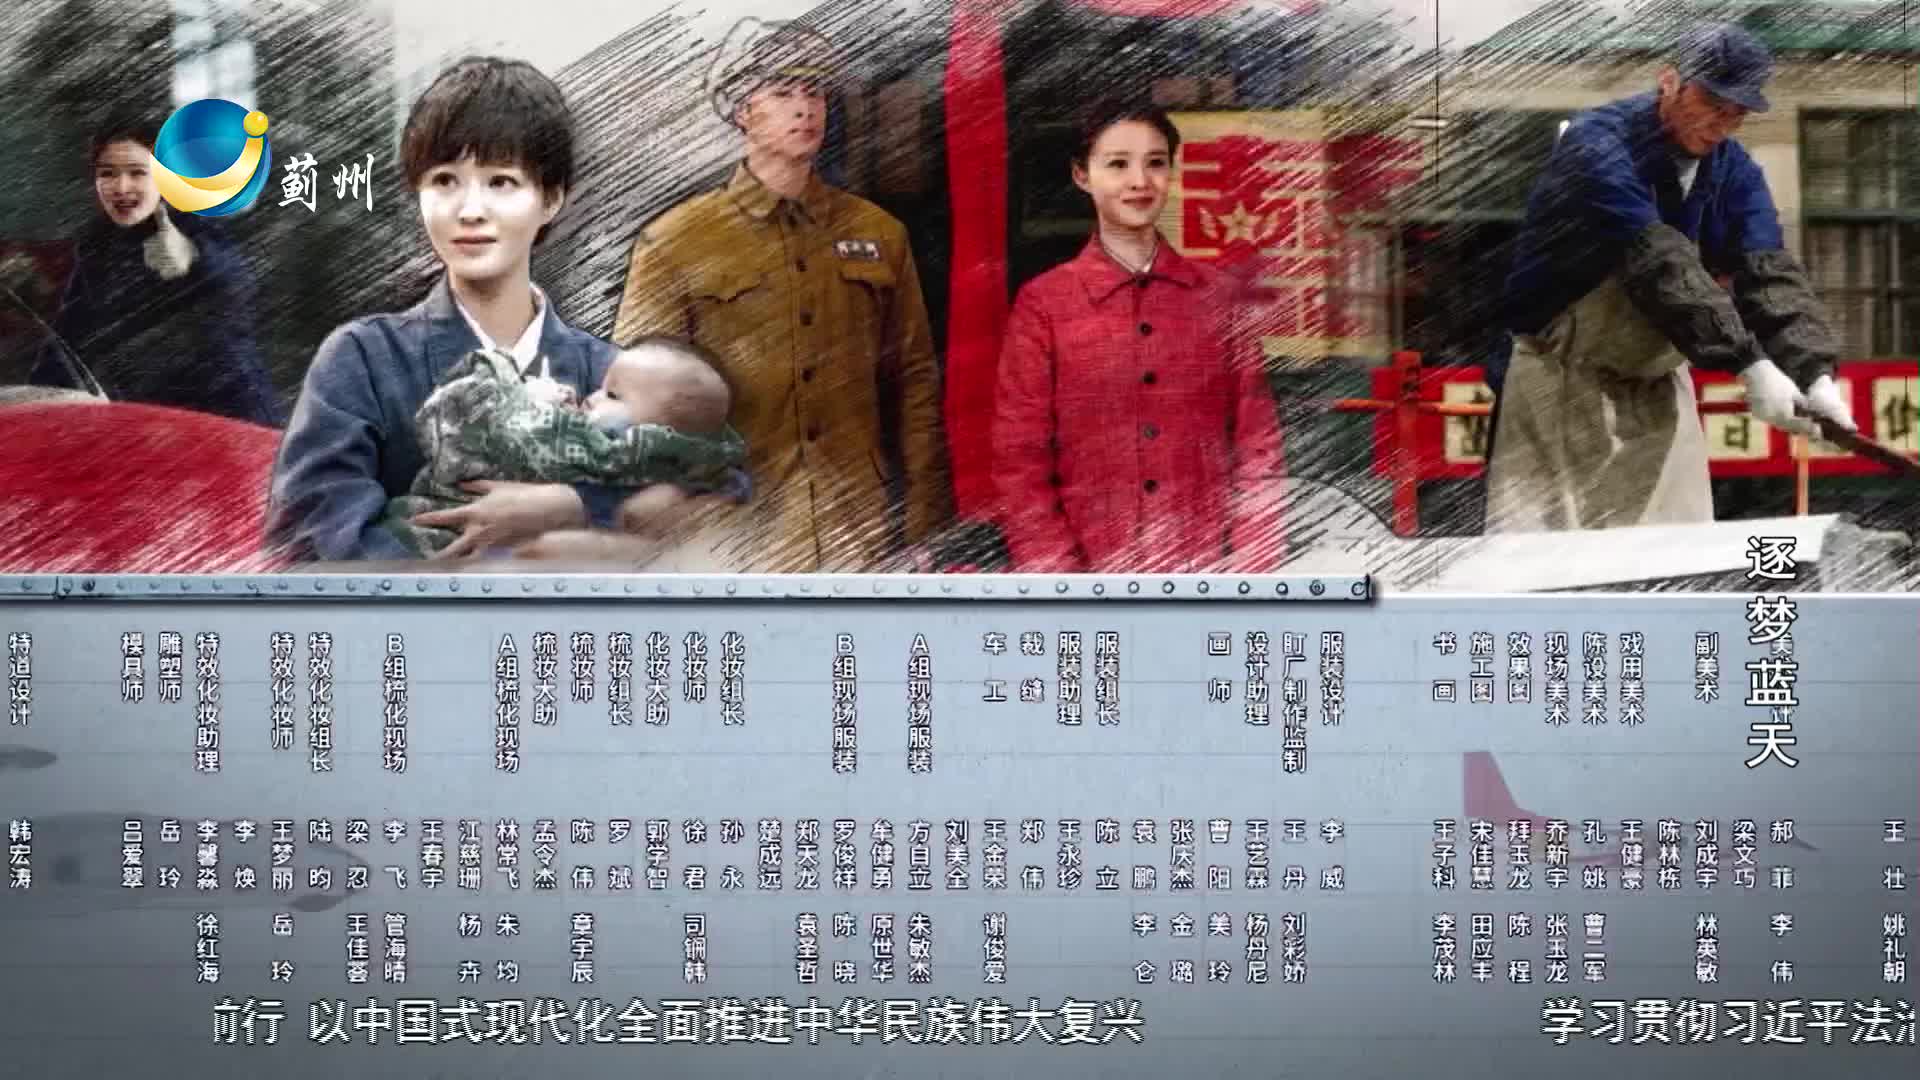 蓟州
逐梦蓝天
王壮 姚礼朝
郝菲 李伟
梁文巧
副美术 刘成宇 林英敏
陈林栋
戏用美术 王健豪
陈设美术 孔姚 曹二军
现场美术 乔新宇 张玉龙
效果图 拜玉龙 陈程
施工图 宋佳慧 田应丰
书画 王子科 李茂林
服装设计 李威
盯厂制作监制 王丹 刘彩娇
设计助理 王艺霖 杨丹尼
画师 曹阳 美玲
张庆杰 金璐
袁鹏 李仑
服装组长 陈立
服装助理 王永珍
裁缝 郑伟
车工 王金荣 谢俊爱
刘美全
A组现场服装 方自立 朱敏杰
牟健勇 原世华
B组现场服装 罗俊祥 陈晓
郑天龙 袁圣哲
楚成远
化妆组长 孙永
化妆师 徐君 司钢韩
化妆大助 郭学智
梳妆组长 罗斌
梳妆师 陈伟 章宇辰
梳妆大助 孟令杰
A组梳化现场 林常飞 朱均
江慈珊 杨卉
王春宇
B组梳化现场 李飞 管海晴
梁忍 王佳荟
特效化妆组长 陆昀
特效化妆师 王梦丽 岳玲
李焕
特效化妆助理 李馨淼 徐红海
雕塑师 岳玲
模具师 吕爱翠
特道设计 韩宏涛
前行 以中国式现代化全面推进中华民族伟大复兴
学习贯彻习近平法治